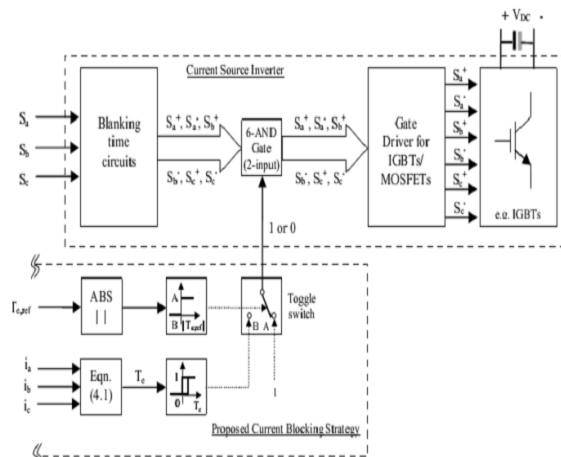 + V_DC -
Current Source Inverter
S_a
S_b
S_c
Blanking
time
circuits
S_a⁺, S_a⁻, S_b⁺
S_b⁻, S_c⁺, S_c⁻
6-AND
Gate
(2-input)
S_a⁺, S_a⁻, S_b⁺
S_b⁻, S_c⁺, S_c⁻
Gate
Driver for
IGBTs/
MOSFETs
S_a⁺
S_a⁻
S_b⁺
S_b⁻
S_c⁺
S_c⁻
e.g. IGBTs
1 or 0
T_e,ref
ABS
| |
A
B
|T_e,ref|
B A
Toggle
switch
i_a
i_b
i_c
Eqn.
(4.1)
T_e
1
0
T_e
1
Proposed Current Blocking Strategy